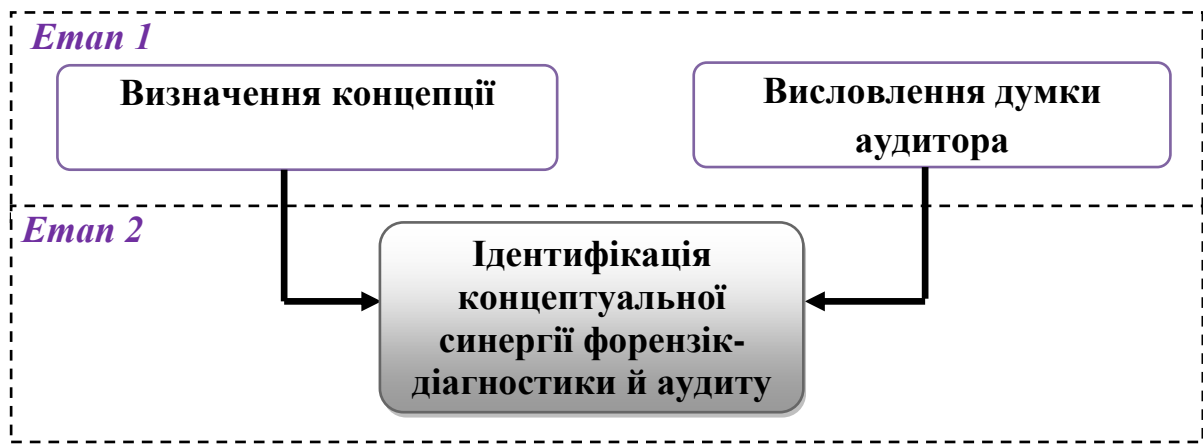 Етап 1
Визначення концепції
Висловлення думки
аудитора
Етап 2
Ідентифікація
концептуальної
синергії форензік-
діагностики й аудиту